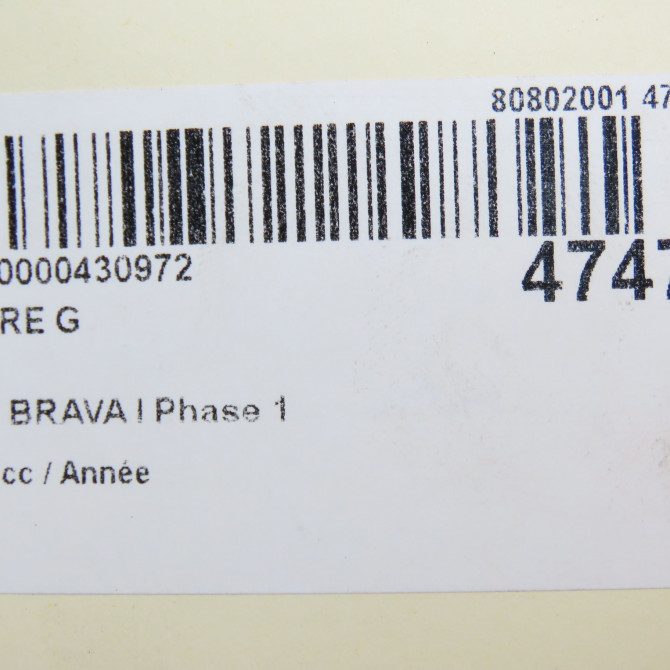 80802001 47
0000430972
4747
RE G
BRAVA I Phase 1
cc / Année